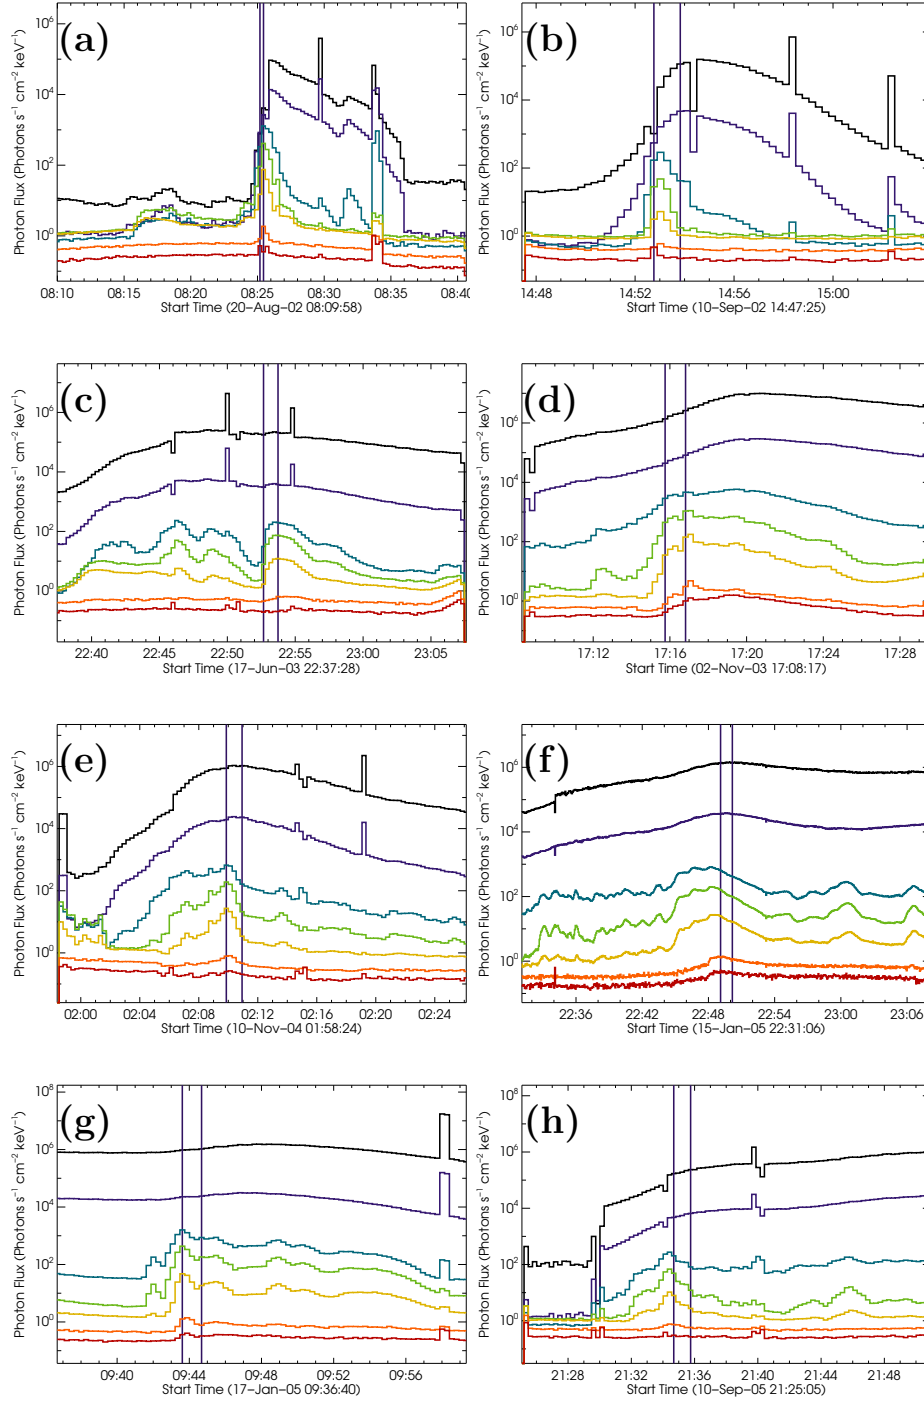 (a)
Photon Flux (Photons s⁻¹ cm⁻² keV⁻¹)
10⁶
10⁴
10²
10⁰
08:10 08:15 08:20 08:25 08:30 08:35 08:40
Start Time (20–Aug–02 08:09:58)
(b)
Photon Flux (Photons s⁻¹ cm⁻² keV⁻¹)
10⁶
10⁴
10²
10⁰
14:48 14:52 14:56 15:00
Start Time (10–Sep–02 14:47:25)
(c)
Photon Flux (Photons s⁻¹ cm⁻² keV⁻¹)
10⁶
10⁴
10²
10⁰
22:40 22:45 22:50 22:55 23:00 23:05
Start Time (17–Jun–03 22:37:28)
(d)
Photon Flux (Photons s⁻¹ cm⁻² keV⁻¹)
10⁶
10⁴
10²
10⁰
17:12 17:16 17:20 17:24 17:28
Start Time (02–Nov–03 17:08:17)
(e)
Photon Flux (Photons s⁻¹ cm⁻² keV⁻¹)
10⁶
10⁴
10²
10⁰
02:00 02:04 02:08 02:12 02:16 02:20 02:24
Start Time (10–Nov–04 01:58:24)
(f)
Photon Flux (Photons s⁻¹ cm⁻² keV⁻¹)
10⁶
10⁴
10²
10⁰
22:36 22:42 22:48 22:54 23:00 23:06
Start Time (15–Jan–05 22:31:06)
(g)
Photon Flux (Photons s⁻¹ cm⁻² keV⁻¹)
10⁸
10⁶
10⁴
10²
10⁰
09:40 09:44 09:48 09:52 09:56
Start Time (17–Jan–05 09:36:40)
(h)
Photon Flux (Photons s⁻¹ cm⁻² keV⁻¹)
10⁸
10⁶
10⁴
10²
10⁰
21:28 21:32 21:36 21:40 21:44 21:48
Start Time (10–Sep–05 21:25:05)